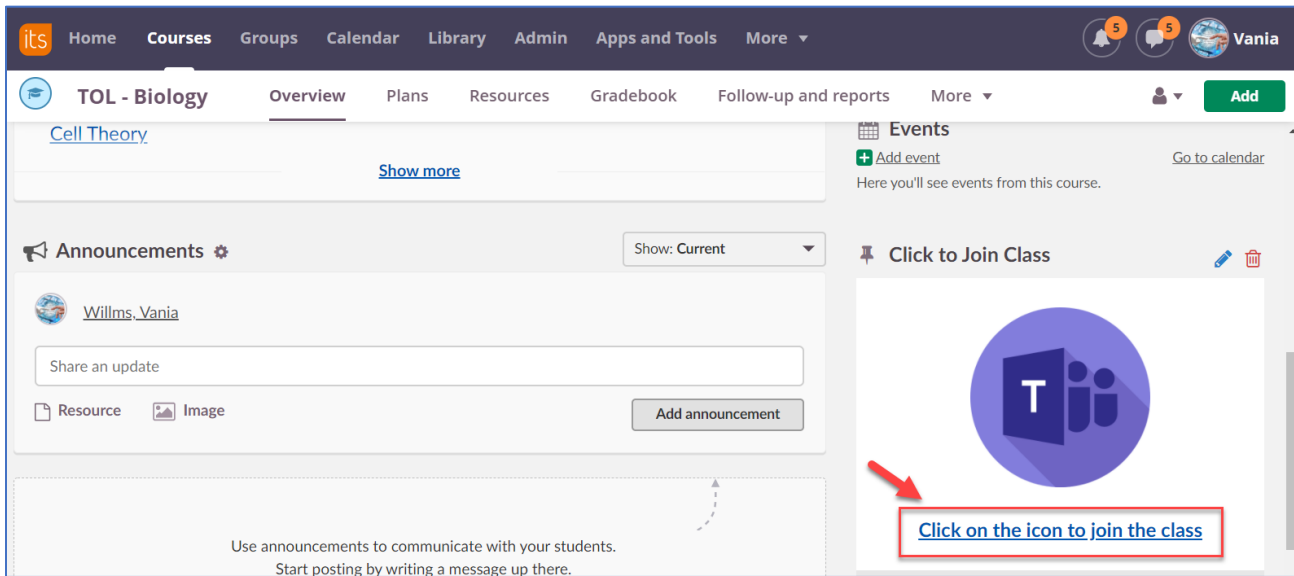 its Home Courses Groups Calendar Library Admin Apps and Tools More 5 5 Vania
TOL - Biology Overview Plans Resources Gradebook Follow-up and reports More Add
Cell Theory
Show more
Events
Add event Go to calendar
Here you'll see events from this course.
Announcements Show: Current
Willms, Vania
Share an update
Resource Image Add announcement
Use announcements to communicate with your students.
Start posting by writing a message up there.
Click to Join Class
T
Click on the icon to join the class